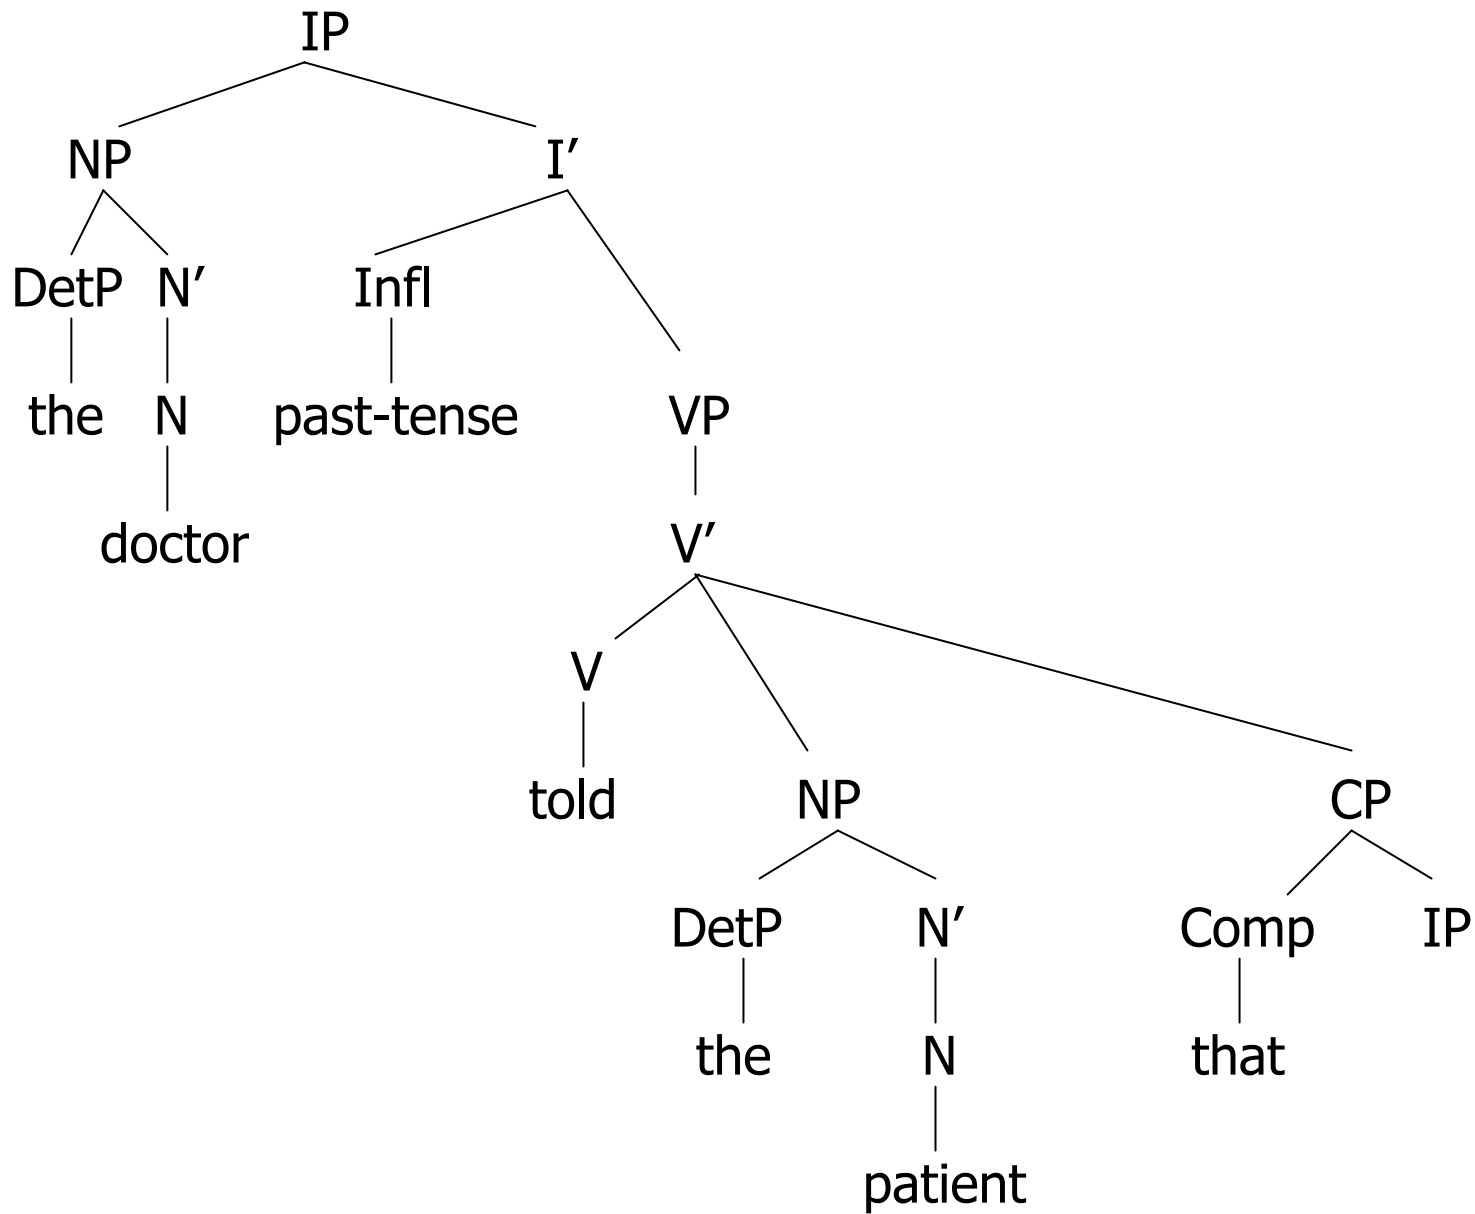 IP
NP I′
DetP N′ Infl
the N past-tense VP
doctor V′
V
told NP CP
DetP N′ Comp IP
the N that
patient